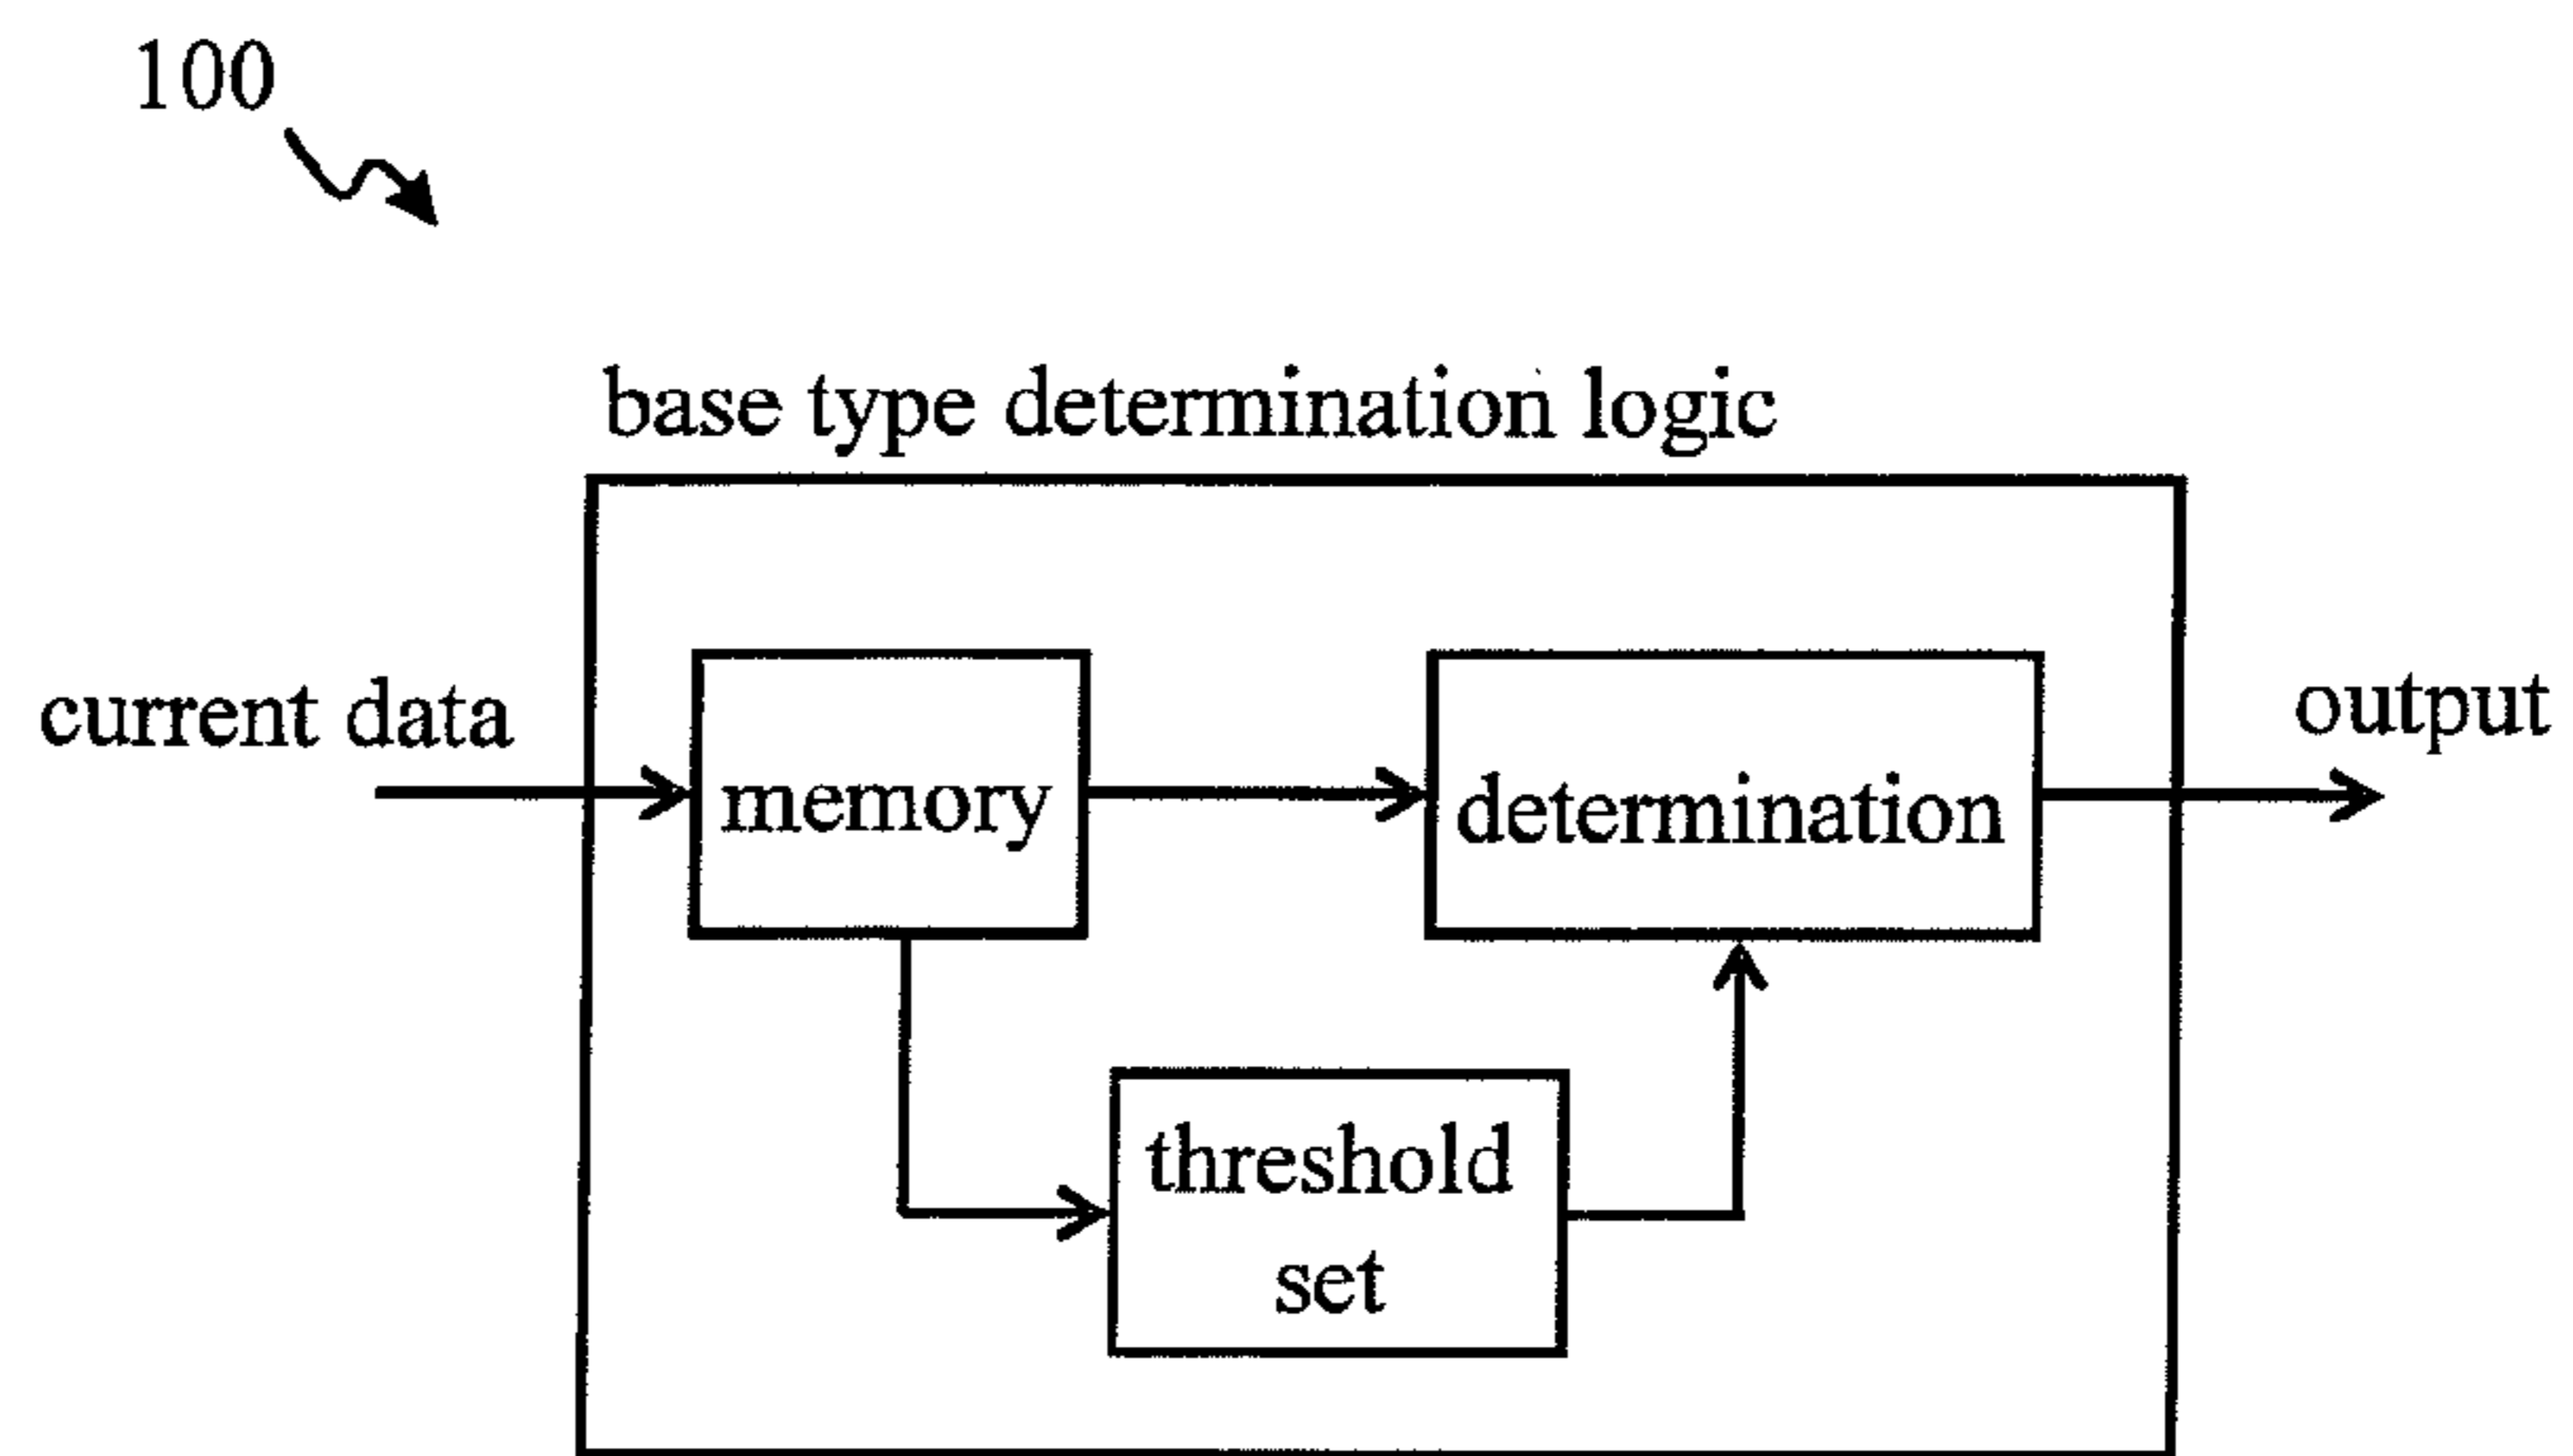 100
base type determination logic
current data
memory
determination
output
threshold
set